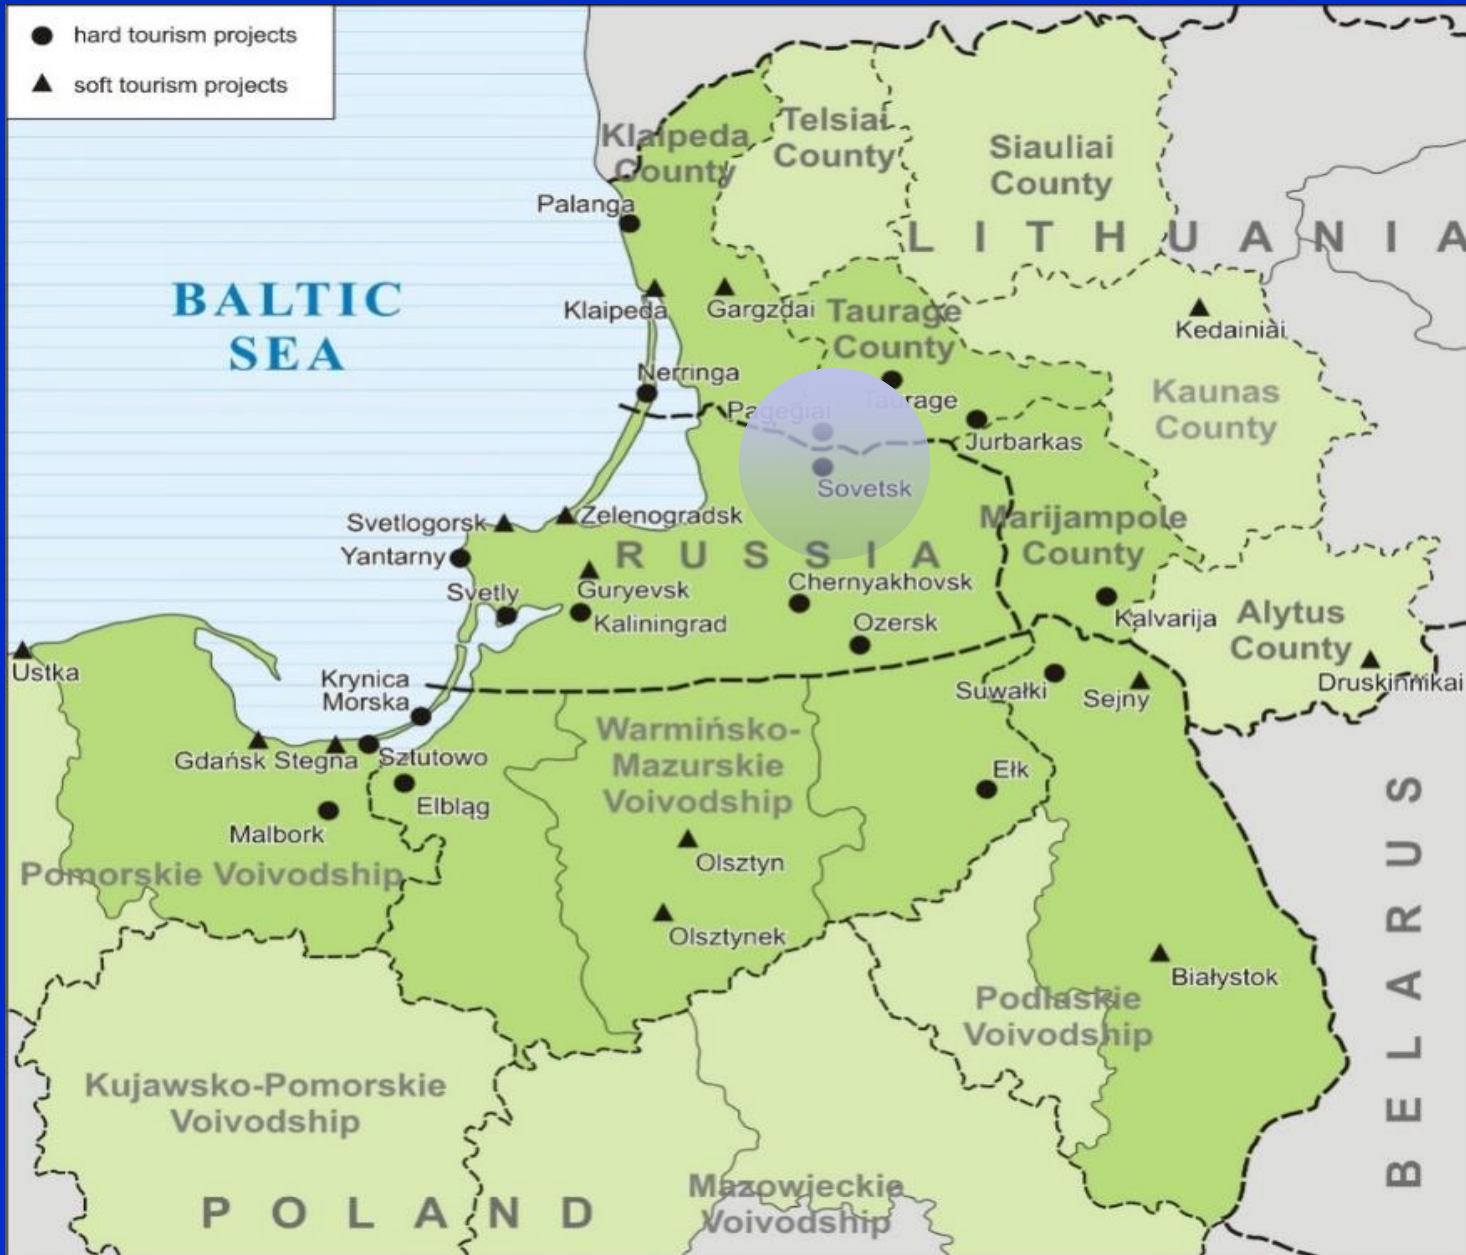 hard tourism projects
soft tourism projects
Klaipeda
County
Telsiai
County
Siauliai
County
Palanga
LITHUANIA
BALTIC
SEA
Klaipeda
Gargzdai
Taurage
County
Kedainiai
Nerringa
Kaunas
County
Pagegiai
Taurage
Jurbarkas
Sovetsk
Svetlogorsk
Zelenogradsk
Marijampole
County
Yantarny
RUSSIA
Svetly
Guryevsk
Chernyakhovsk
Kaliningrad
Ozersk
Kalvarija
Alytus
County
Ustka
Krynica
Morska
Suwałki
Sejny
Druskinnikai
Gdańsk
Stegna
Sztutowo
Warmińsko-
Mazurskie
Voivodship
Ełk
Elbląg
Malbork
Olsztyn
Pomorskie Voivodship
Olsztynek
Białystok
BELARUS
Podlaskie
Voivodship
Kujawsko-Pomorskie
Voivodship
Mazowieckie
Voivodship
POLAND